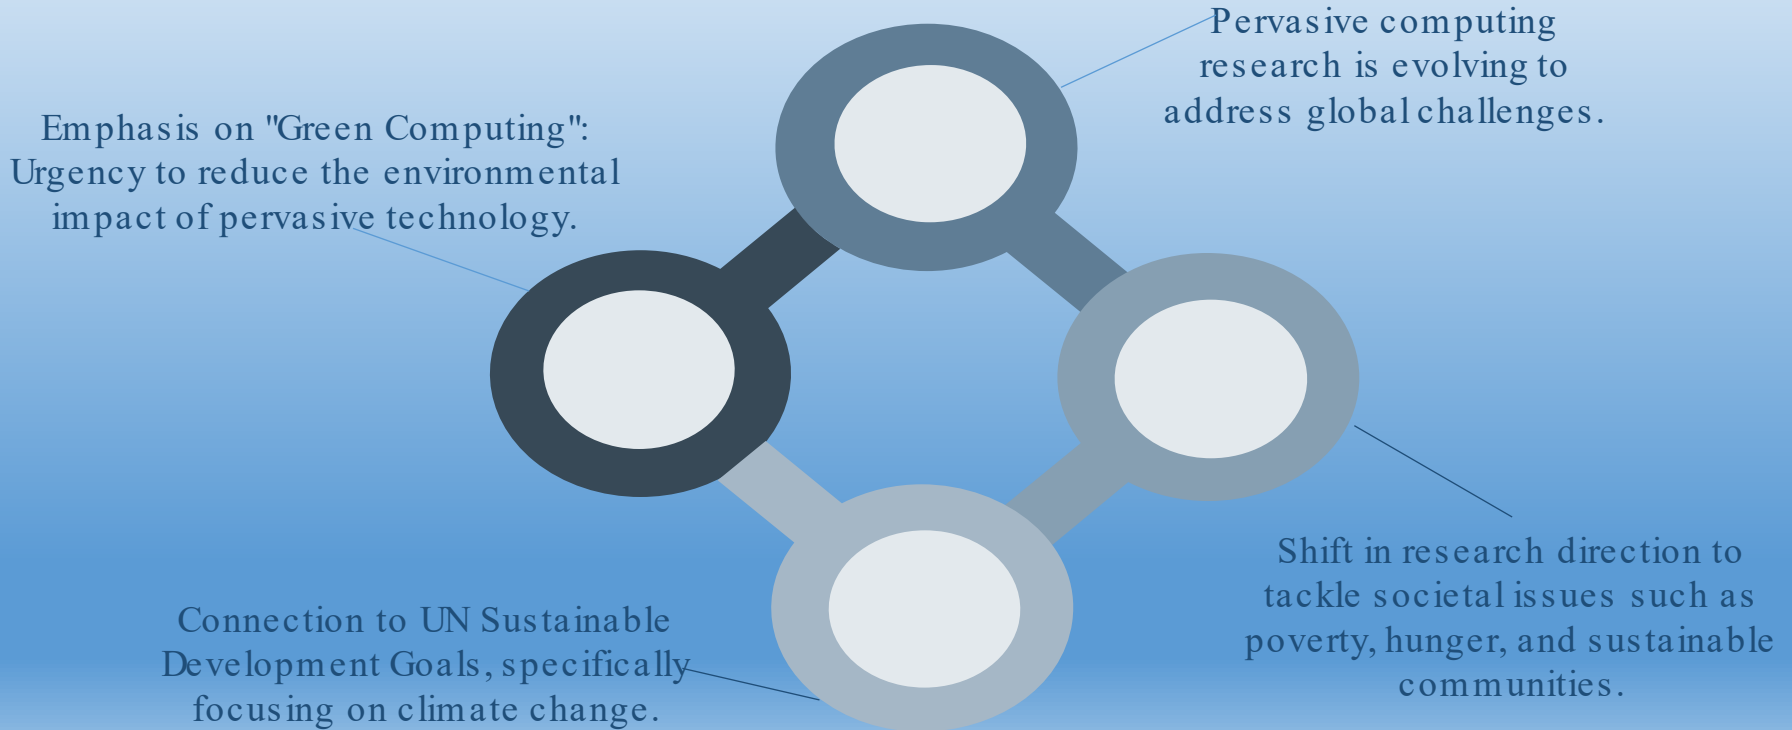 Pervasive computing
research is evolving to
address global challenges.
Emphasis on "Green Computing":
Urgency to reduce the environmental
impact of pervasive technology.
Shift in research direction to
tackle societal issues such as
poverty, hunger, and sustainable
communities.
Connection to UN Sustainable
Development Goals, specifically
focusing on climate change.